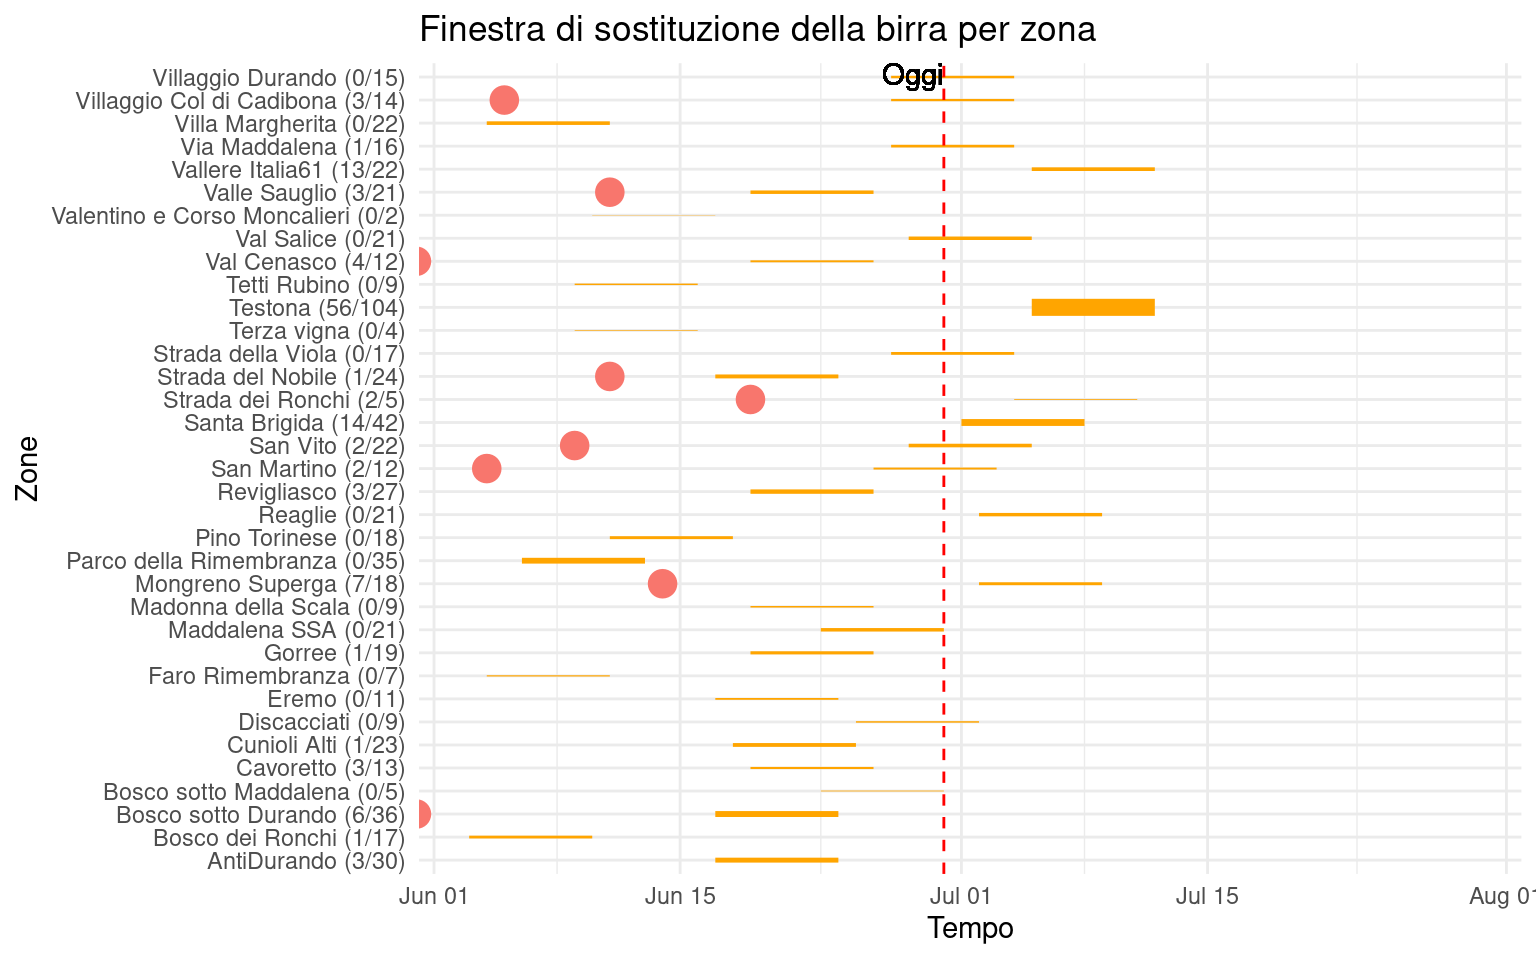 Finestra di sostituzione della birra per zona
Oggi
Villaggio Durando (0/15)
Villaggio Col di Cadibona (3/14)
Villa Margherita (0/22)
Via Maddalena (1/16)
Vallere Italia61 (13/22)
Valle Sauglio (3/21)
Valentino e Corso Moncalieri (0/2)
Val Salice (0/21)
Val Cenasco (4/12)
Tetti Rubino (0/9)
Testona (56/104)
Terza vigna (0/4)
Strada della Viola (0/17)
Strada del Nobile (1/24)
Strada dei Ronchi (2/5)
Santa Brigida (14/42)
San Vito (2/22)
San Martino (2/12)
Revigliasco (3/27)
Reaglie (0/21)
Pino Torinese (0/18)
Parco della Rimembranza (0/35)
Mongreno Superga (7/18)
Madonna della Scala (0/9)
Maddalena SSA (0/21)
Gorree (1/19)
Faro Rimembranza (0/7)
Eremo (0/11)
Discacciati (0/9)
Cunioli Alti (1/23)
Cavoretto (3/13)
Bosco sotto Maddalena (0/5)
Bosco sotto Durando (6/36)
Bosco dei Ronchi (1/17)
AntiDurando (3/30)
Zone
Jun 01 Jun 15 Jul 01 Jul 15 Aug 01
Tempo